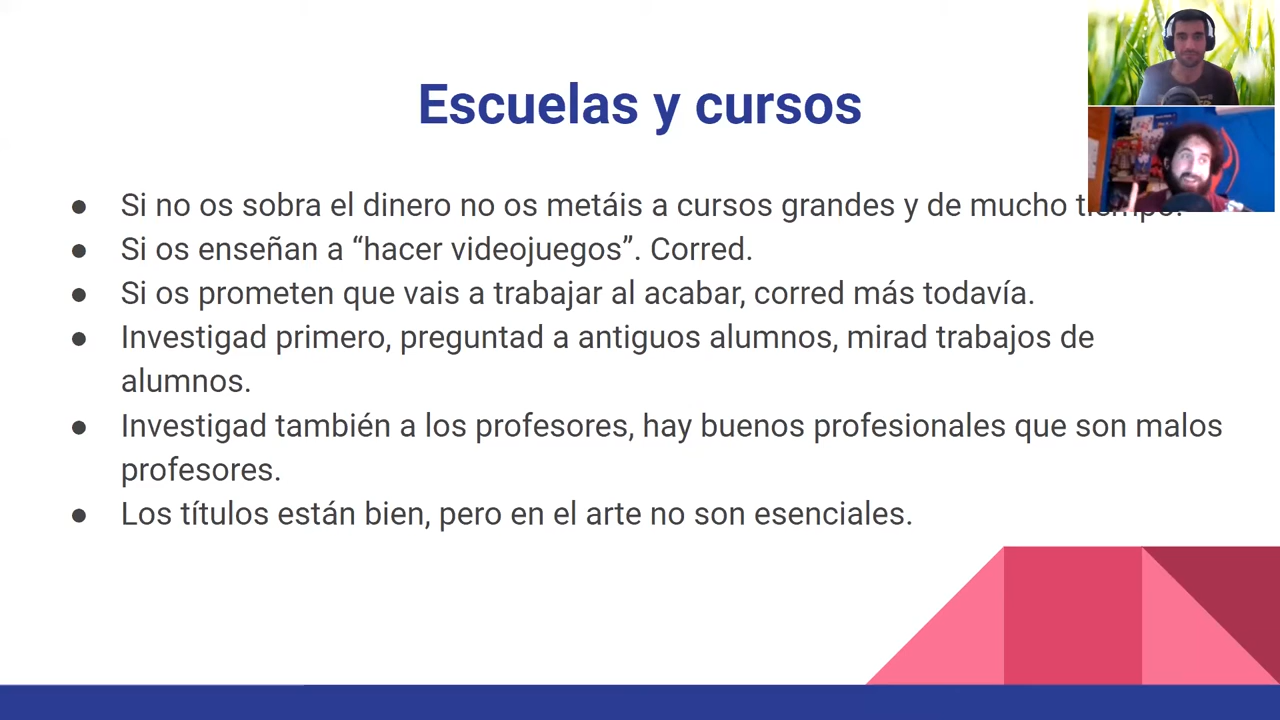 Escuelas y cursos
● Si no os sobra el dinero no os metáis a cursos grandes y de mucho tiempo.
● Si os enseñan a “hacer videojuegos”. Corred.
● Si os prometen que vais a trabajar al acabar, corred más todavía.
● Investigad primero, preguntad a antiguos alumnos, mirad trabajos de
alumnos.
● Investigad también a los profesores, hay buenos profesionales que son malos
profesores.
● Los títulos están bien, pero en el arte no son esenciales.